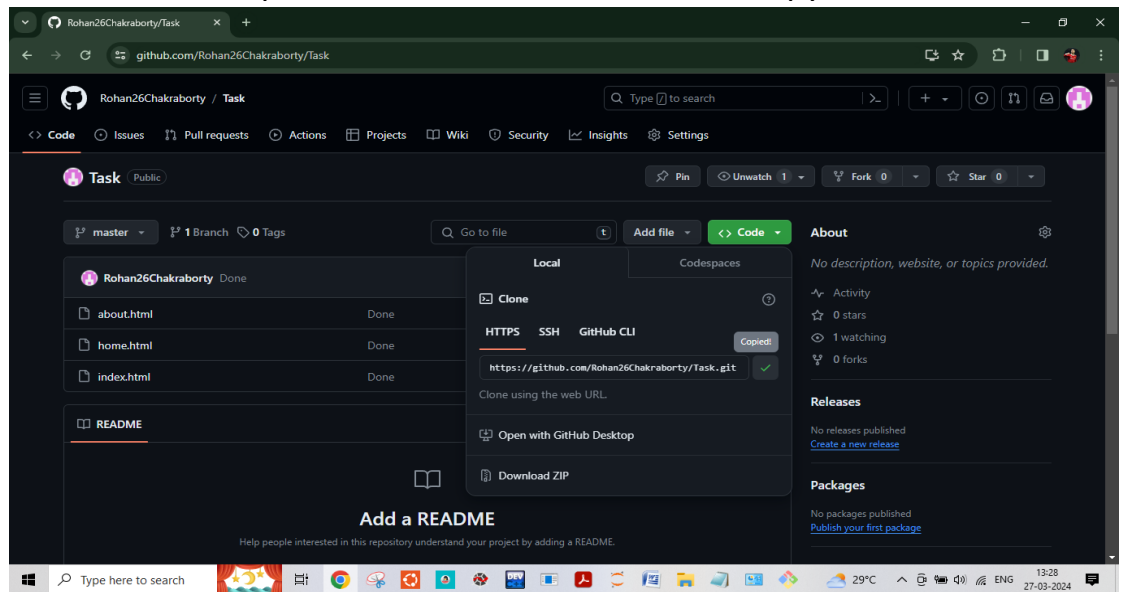 Rohan26Chakraborty/Task
github.com/Rohan26Chakraborty/Task
Rohan26Chakraborty / Task
Type / to search
Code Issues Pull requests Actions Projects Wiki Security Insights Settings
Task Public
Pin Unwatch 1 Fork 0 Star 0
master 1 Branch 0 Tags
Go to file t Add file Code
About
Local Codespaces
No description, website, or topics provided.
Rohan26Chakraborty Done
Clone
Activity
about.html Done
0 stars
HTTPS SSH GitHub CLI
Copied!
1 watching
home.html Done
0 forks
https://github.com/Rohan26Chakraborty/Task.git
index.html Done
Clone using the web URL.
Releases
README
No releases published
Open with GitHub Desktop
Create a new release
Download ZIP
Packages
Add a README
No packages published
Publish your first package
Help people interested in this repository understand your project by adding a README.
Type here to search
29°C ENG
13:28
27-03-2024